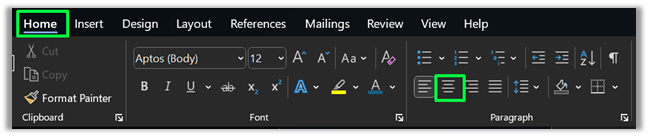 Home Insert Design Layout References Mailings Review View Help
Cut
Copy
Format Painter
Clipboard
Aptos (Body) 12 A A Aa A
B I U ab x2 x2 A A
Font
A Z ¶
Paragraph